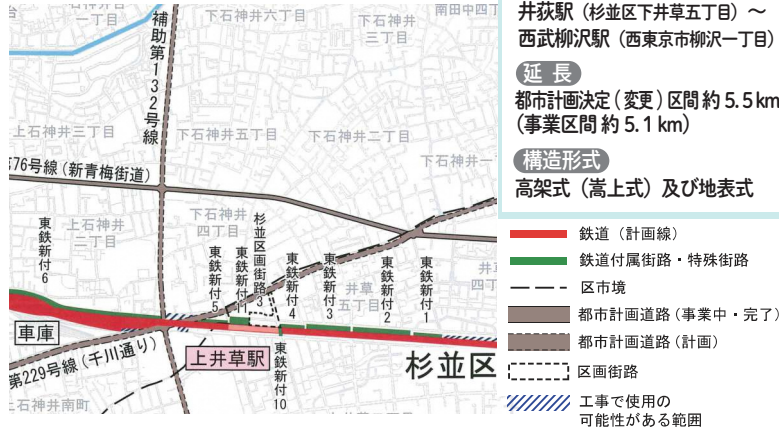 一丁目
下石神井六丁目
下石神井
三丁目
南田中四丁
補助第132号線
上石神井三丁目
下石神井五丁目
下石神井二丁目
下石神井一
76号線(新青梅街道)
上石神井
二丁目
下石神井
四丁目
東鉄新付6
東鉄新付5
杉並区画街路3
東鉄新付4
東鉄新付3
井草
五丁目
東鉄新付2
東鉄新付1
車庫
第229号線(千川通り)
上井草駅
東鉄新付10
杉並区
上石神井南町
井荻駅(杉並区下井草五丁目)~
西武柳沢駅(西東京市柳沢一丁目)
延 長
都市計画決定(変更)区間 約5.5km
(事業区間 約5.1km)
構造形式
高架式(嵩上式)及び地表式
鉄道(計画線)
鉄道付属街路・特殊街路
区市境
都市計画道路(事業中・完了)
都市計画道路(計画)
区画街路
工事で使用の
可能性がある範囲